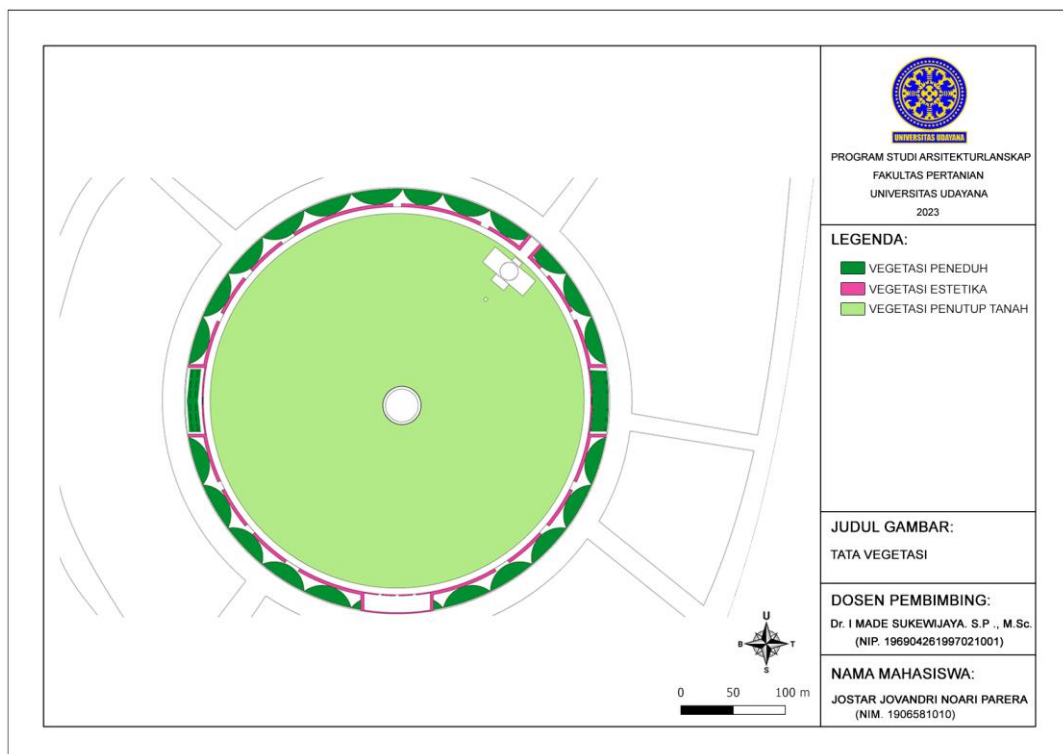 UNIVERSITAS UDAYANA
PROGRAM STUDI ARSITEKTURLANSKAP
FAKULTAS PERTANIAN
UNIVERSITAS UDAYANA
2023
LEGENDA:
VEGETASI PENEDUH
VEGETASI ESTETIKA
VEGETASI PENUTUP TANAH
JUDUL GAMBAR:
TATA VEGETASI
DOSEN PEMBIMBING:
Dr. I MADE SUKEWIJAYA. S.P ., M.Sc.
(NIP. 196904261997021001)
NAMA MAHASISWA:
JOSTAR JOVANDRI NOARI PARERA
(NIM. 1906581010)
U
B T
S
0 50 100 m